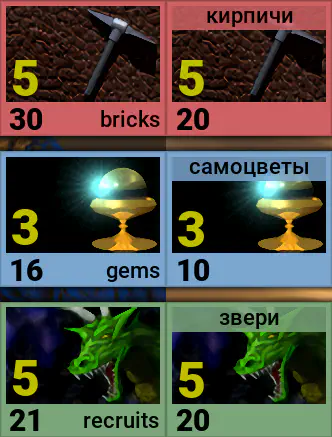 кирпичи
5 5
30 bricks 20
самоцветы
3 3
16 gems 10
звери
5 5
21 recruits 20